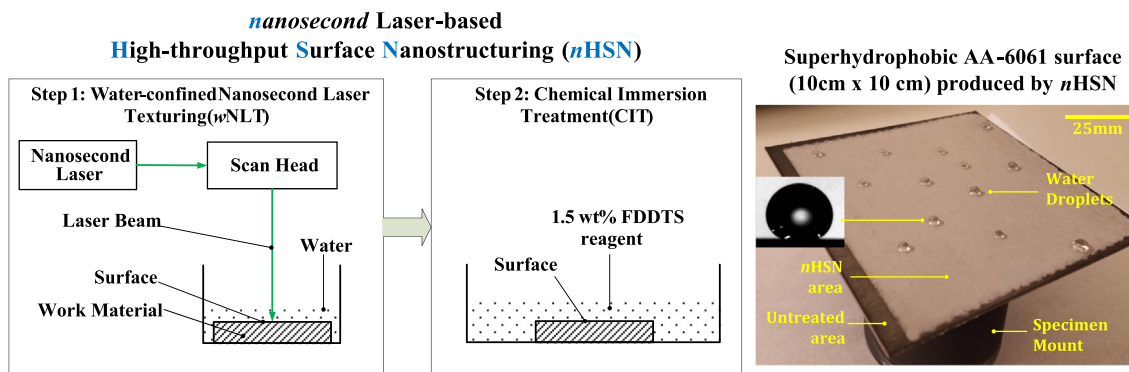 nanosecond Laser-based
High-throughput Surface Nanostructuring (nHSN)
Step 1: Water-confined Nanosecond Laser
Texturing(wNLT)
Nanosecond
Laser
Scan Head
Laser Beam
Water
Surface
Work Material
Step 2: Chemical Immersion
Treatment(CIT)
1.5 wt% FDDTS
reagent
Surface
Superhydrophobic AA-6061 surface
(10cm x 10 cm) produced by nHSN
25mm
Water
Droplets
nHSN
area
Untreated
area
Specimen
Mount